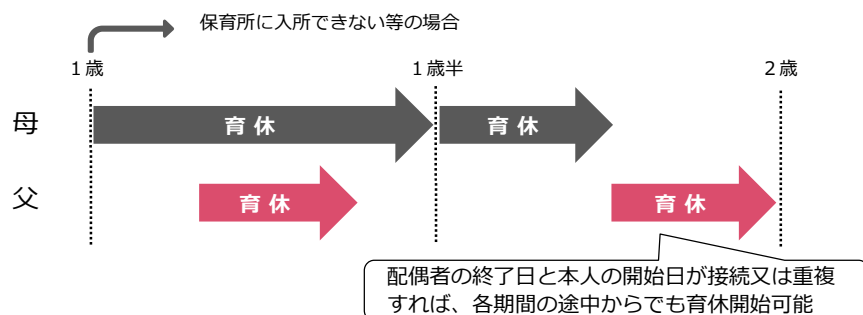 保育所に入所できない等の場合
1歳
1歳半
2歳
母
育休
育休
父
育休
育休
配偶者の終了日と本人の開始日が接続又は重複
すれば、各期間の途中からでも育休開始可能